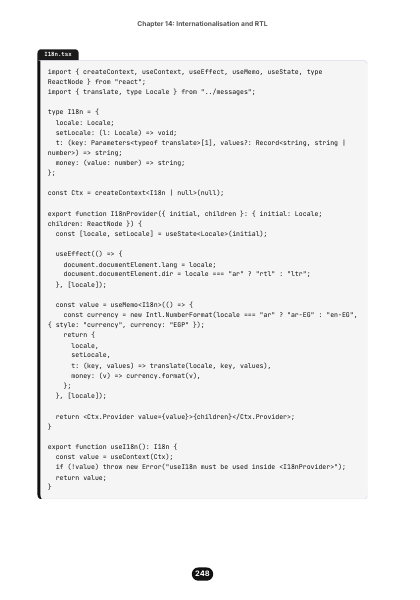 Chapter 14: Internationalisation and RTL
I18n.tsx
import { createContext, useContext, useEffect, useMemo, useState, type
ReactNode } from "react";
import { translate, type Locale } from "../messages";

type I18n = {
  locale: Locale;
  setLocale: (l: Locale) => void;
  t: (key: Parameters<typeof translate>[1], values?: Record<string, string |
number>) => string;
  money: (value: number) => string;
};

const Ctx = createContext<I18n | null>(null);

export function I18nProvider({ initial, children }: { initial: Locale;
children: ReactNode }) {
  const [locale, setLocale] = useState<Locale>(initial);

  useEffect(() => {
    document.documentElement.lang = locale;
    document.documentElement.dir = locale === "ar" ? "rtl" : "ltr";
  }, [locale]);

  const value = useMemo<I18n>(() => {
    const currency = new Intl.NumberFormat(locale === "ar" ? "ar-EG" : "en-EG",
{ style: "currency", currency: "EGP" });
    return {
      locale,
      setLocale,
      t: (key, values) => translate(locale, key, values),
      money: (v) => currency.format(v),
    };
  }, [locale]);

  return <Ctx.Provider value={value}>{children}</Ctx.Provider>;
}

export function useI18n(): I18n {
  const value = useContext(Ctx);
  if (!value) throw new Error("useI18n must be used inside <I18nProvider>");
  return value;
}
248